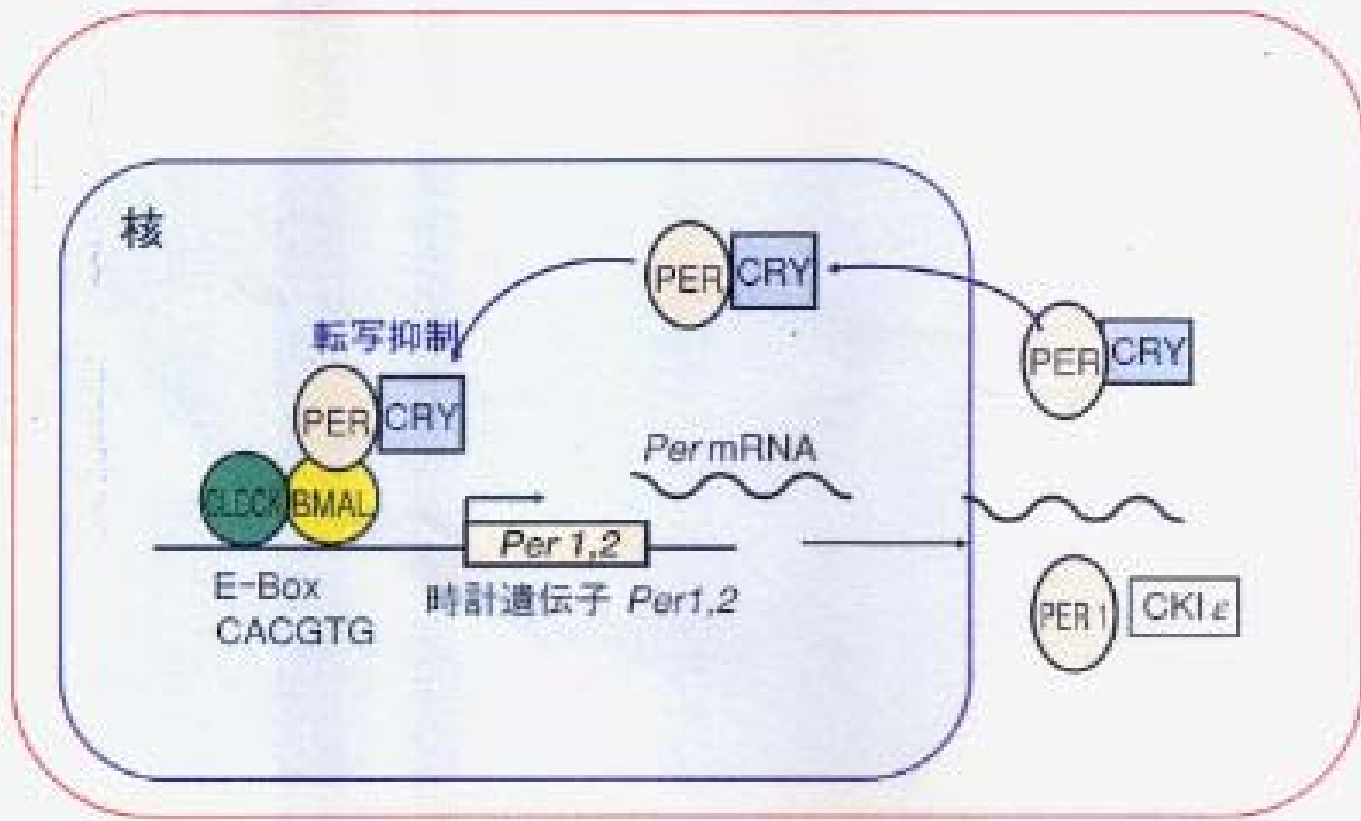 核
PER CRY
PER CRY
転写抑制
PER CRY
Per mRNA
CLOCK BMAL
Per 1,2
E-Box
CACGTG
時計遺伝子 Per1,2
PER 1 CKI ε